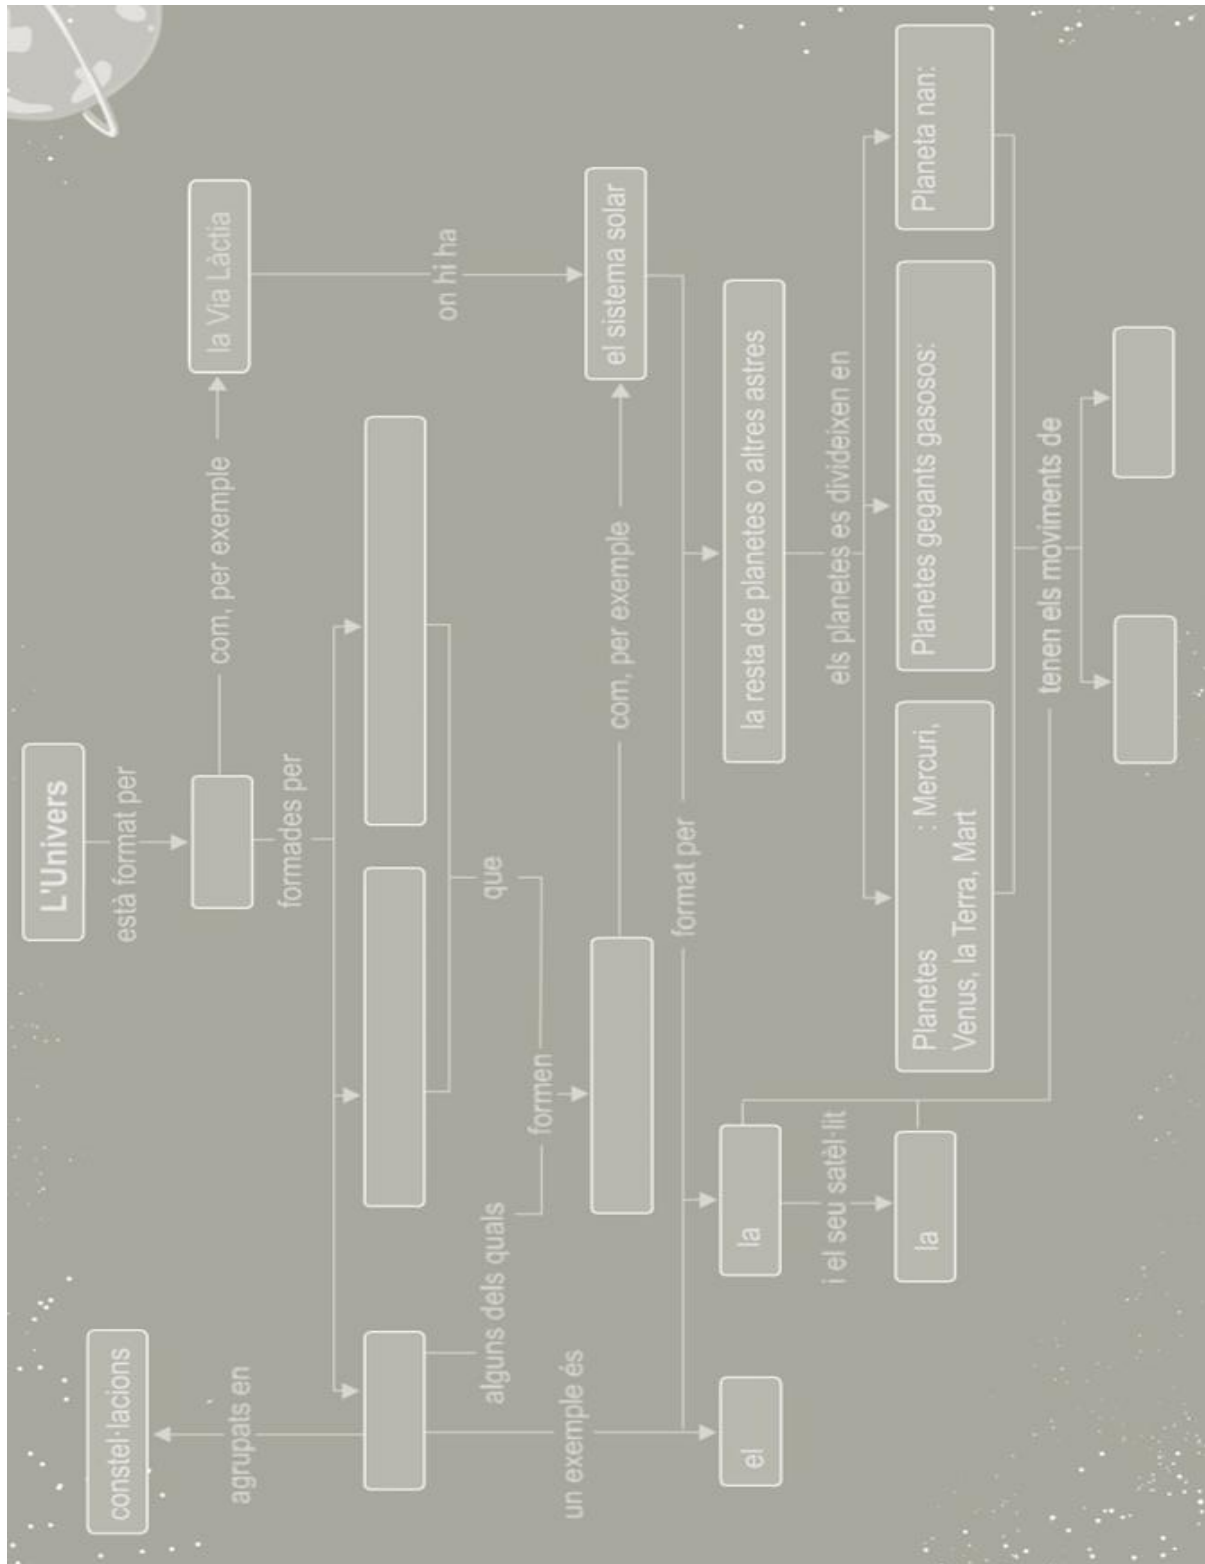 L'Univers
està format per
com, per exemple
la Via Làctia
constel·lacions
agrupats en
formades per
on hi ha
que
alguns dels quals
formen
un exemple és
com, per exemple
el sistema solar
format per
el
la
i el seu satèl·lit
la
la resta de planetes o altres astres
els planetes es divideixen en
Planetes : Mercuri,
Venus, la Terra, Mart
Planetes gegants gasosos:
Planeta nan:
tenen els moviments de